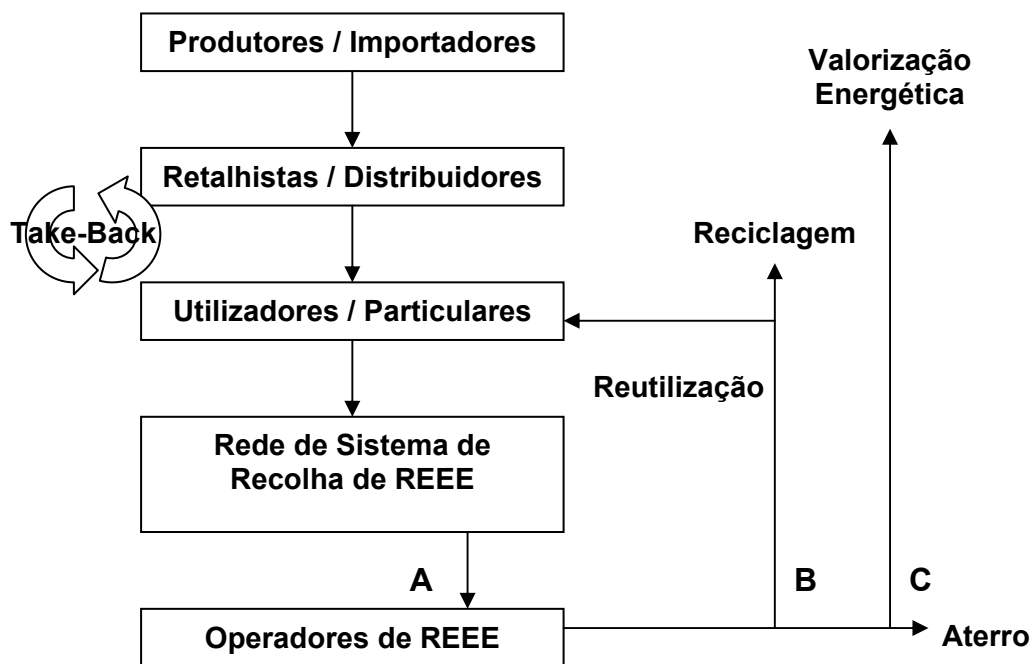 Produtores / Importadores
Valorização
Energética
Retalhistas / Distribuidores
Take-Back
Reciclagem
Utilizadores / Particulares
Reutilização
Rede de Sistema de
Recolha de REEE
A
B
C
Operadores de REEE
Aterro